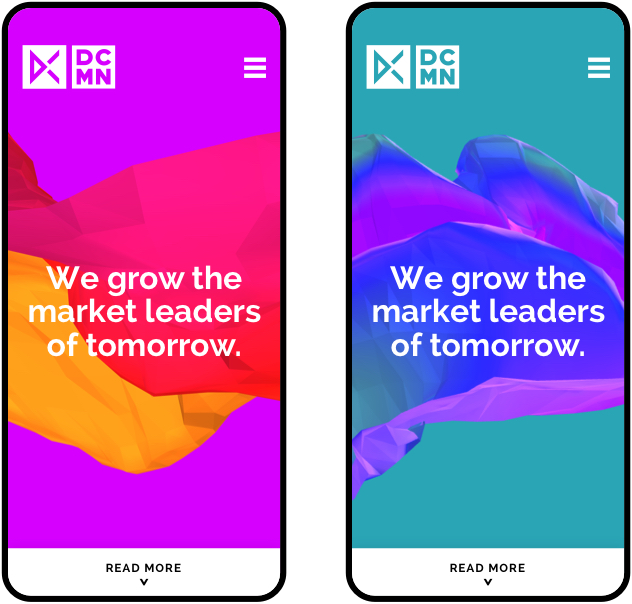 DC
MN
We grow the
market leaders
of tomorrow.
READ MORE
DC
MN
We grow the
market leaders
of tomorrow.
READ MORE